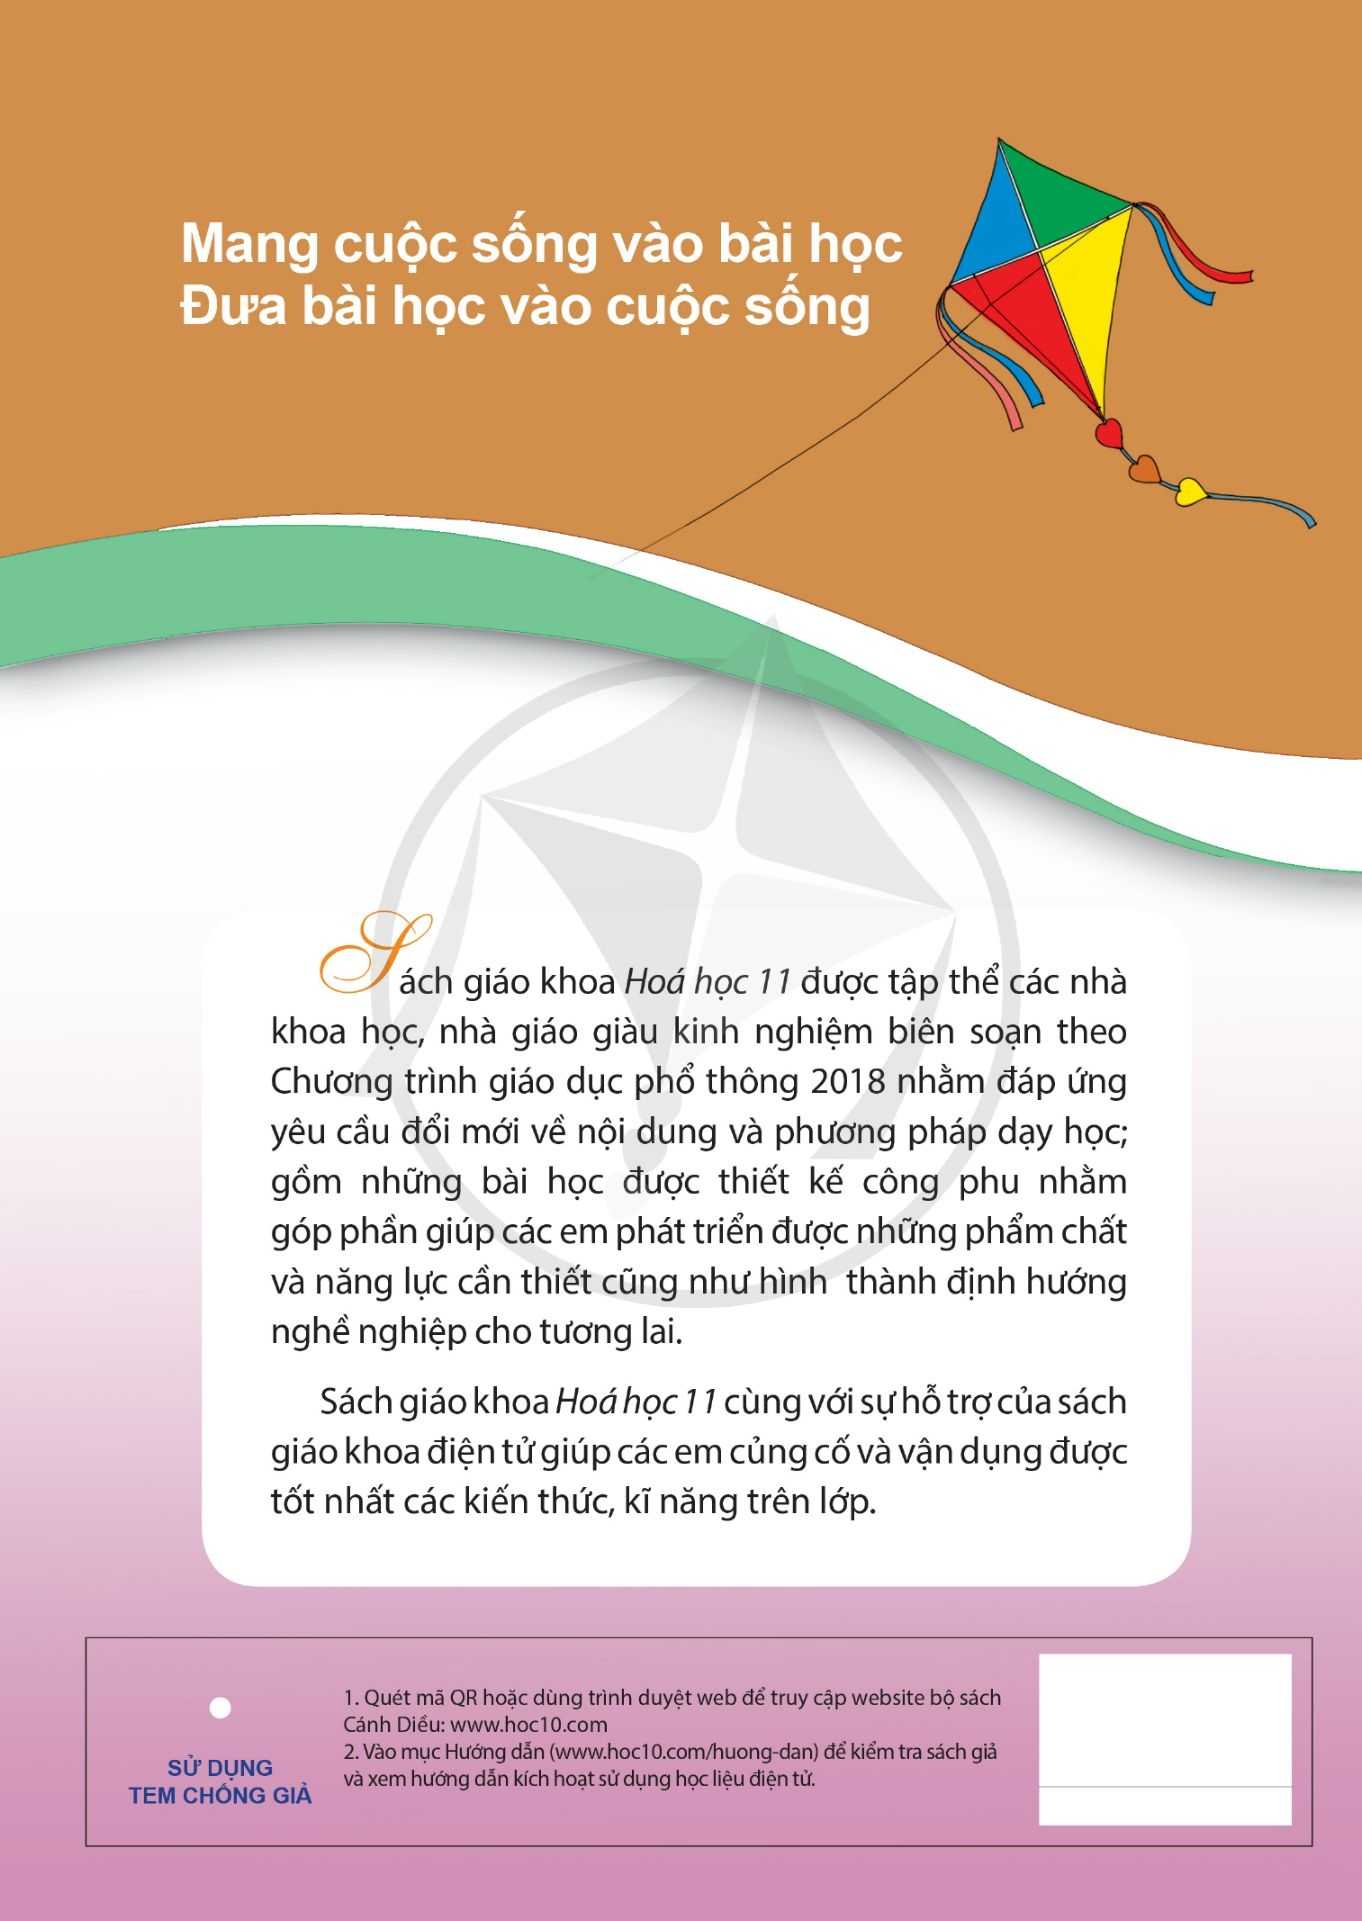 Mang cuộc sống vào bài học
Đưa bài học vào cuộc sống
Sách giáo khoa Hoá học 11 được tập thể các nhà
khoa học, nhà giáo giàu kinh nghiệm biên soạn theo
Chương trình giáo dục phổ thông 2018 nhằm đáp ứng
yêu cầu đổi mới về nội dung và phương pháp dạy học;
gồm những bài học được thiết kế công phu nhằm
góp phần giúp các em phát triển được những phẩm chất
và năng lực cần thiết cũng như hình thành định hướng
nghề nghiệp cho tương lai.
Sách giáo khoa Hoá học 11 cùng với sự hỗ trợ của sách
giáo khoa điện tử giúp các em củng cố và vận dụng được
tốt nhất các kiến thức, kĩ năng trên lớp.
SỬ DỤNG
TEM CHỐNG GIẢ
1. Quét mã QR hoặc dùng trình duyệt web để truy cập website bộ sách
Cánh Diều: www.hoc10.com
2. Vào mục Hướng dẫn (www.hoc10.com/huong-dan) để kiểm tra sách giả
và xem hướng dẫn kích hoạt sử dụng học liệu điện tử.